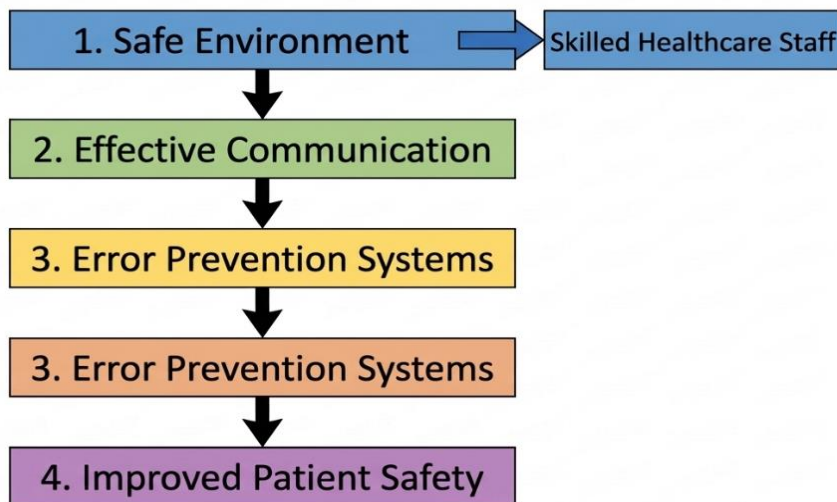 1. Safe Environment
Skilled Healthcare Staff
2. Effective Communication
3. Error Prevention Systems
3. Error Prevention Systems
4. Improved Patient Safety